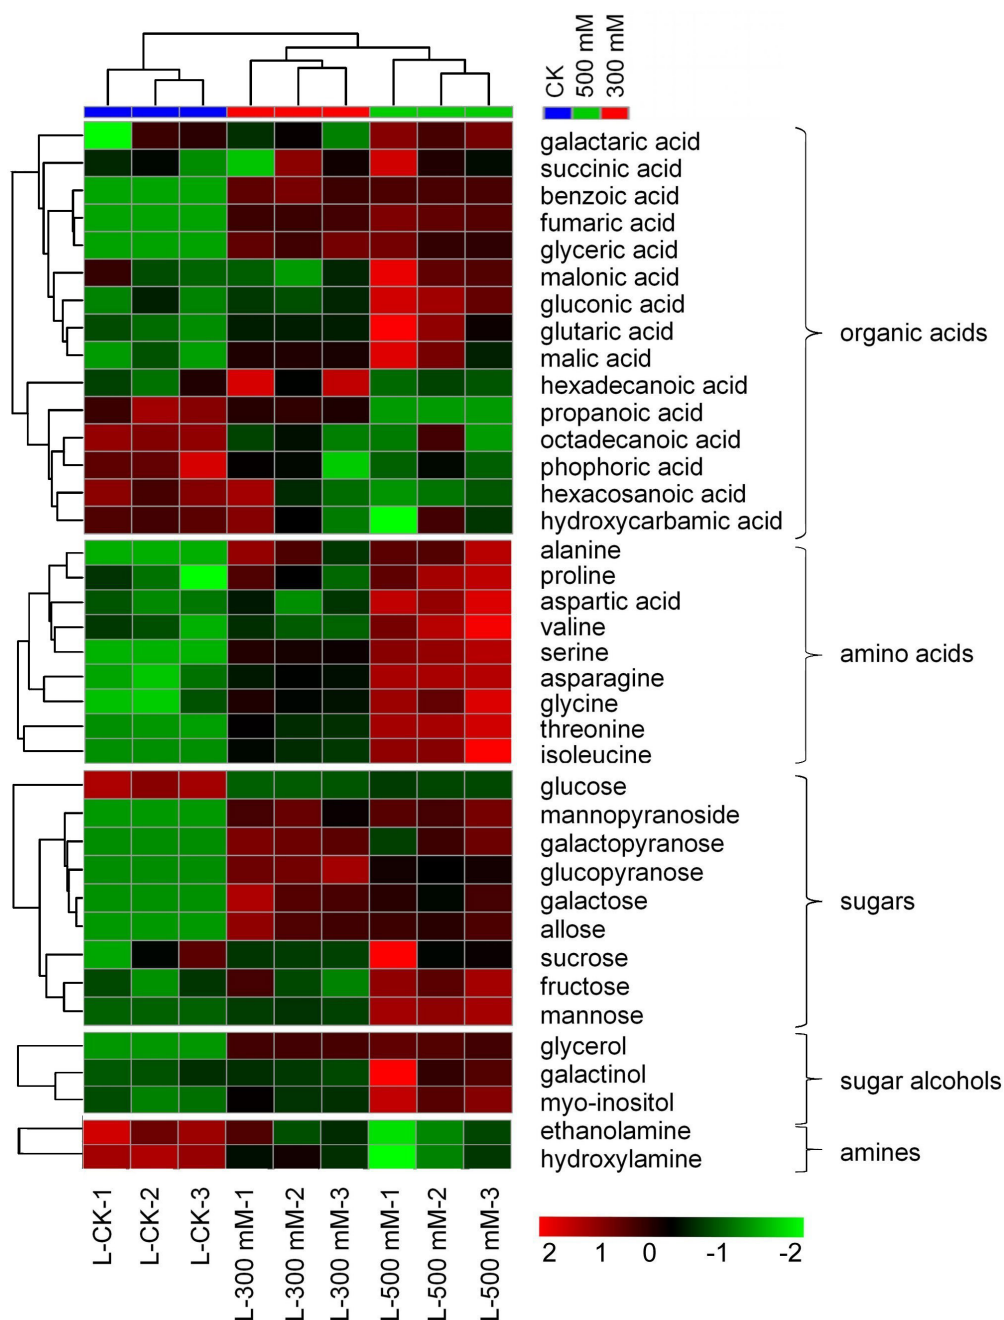 CK
500 mM
300 mM
galactaric acid
succinic acid
benzoic acid
fumaric acid
glyceric acid
malonic acid
gluconic acid
glutaric acid
malic acid
hexadecanoic acid
propanoic acid
octadecanoic acid
phophoric acid
hexacosanoic acid
hydroxycarbamic acid
organic acids
alanine
proline
aspartic acid
valine
serine
asparagine
glycine
threonine
isoleucine
amino acids
glucose
mannopyranoside
galactopyranose
glucopyranose
galactose
allose
sucrose
fructose
mannose
sugars
glycerol
galactinol
myo-inositol
sugar alcohols
ethanolamine
hydroxylamine
amines
L-CK-1
L-CK-2
L-CK-3
L-300 mM-1
L-300 mM-2
L-300 mM-3
L-500 mM-1
L-500 mM-2
L-500 mM-3
2 1 0 -1 -2